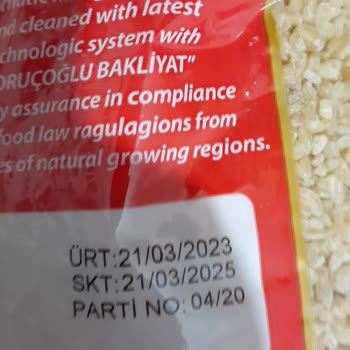 nd cleaned with latest
chnologic system with
ORUÇOĞLU BAKLİYAT"
y assurance in compliance
food law ragulagions from
es of natural growing regions.
ÜRT:21/03/2023
SKT:21/03/2025
PARTİ NO: 04/20